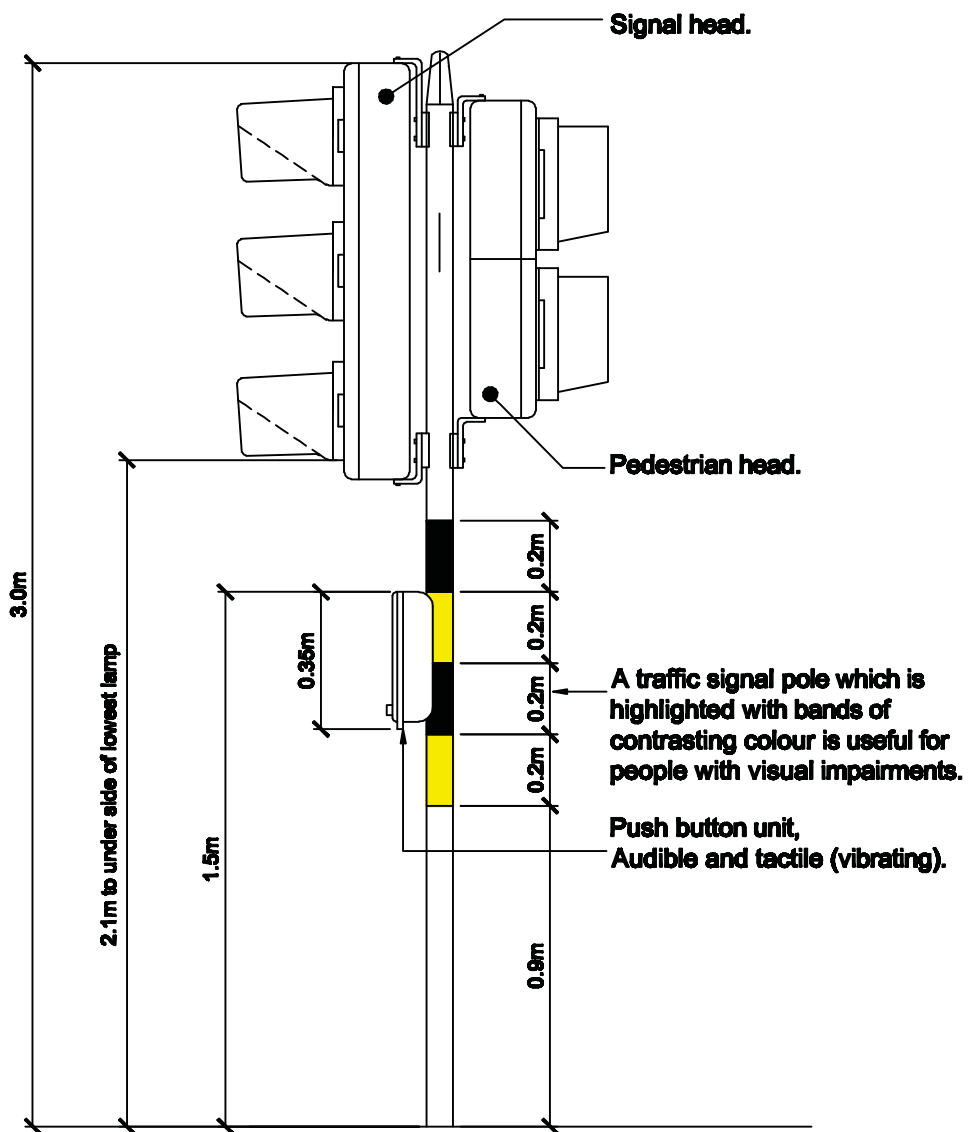 Signal head.
Pedestrian head.
3.0m
2.1m to under side of lowest lamp
1.5m
0.35m
0.2m
0.2m
0.2m
0.2m
0.9m
A traffic signal pole which is
highlighted with bands of
contrasting colour is useful for
people with visual impairments.
Push button unit,
Audible and tactile (vibrating).